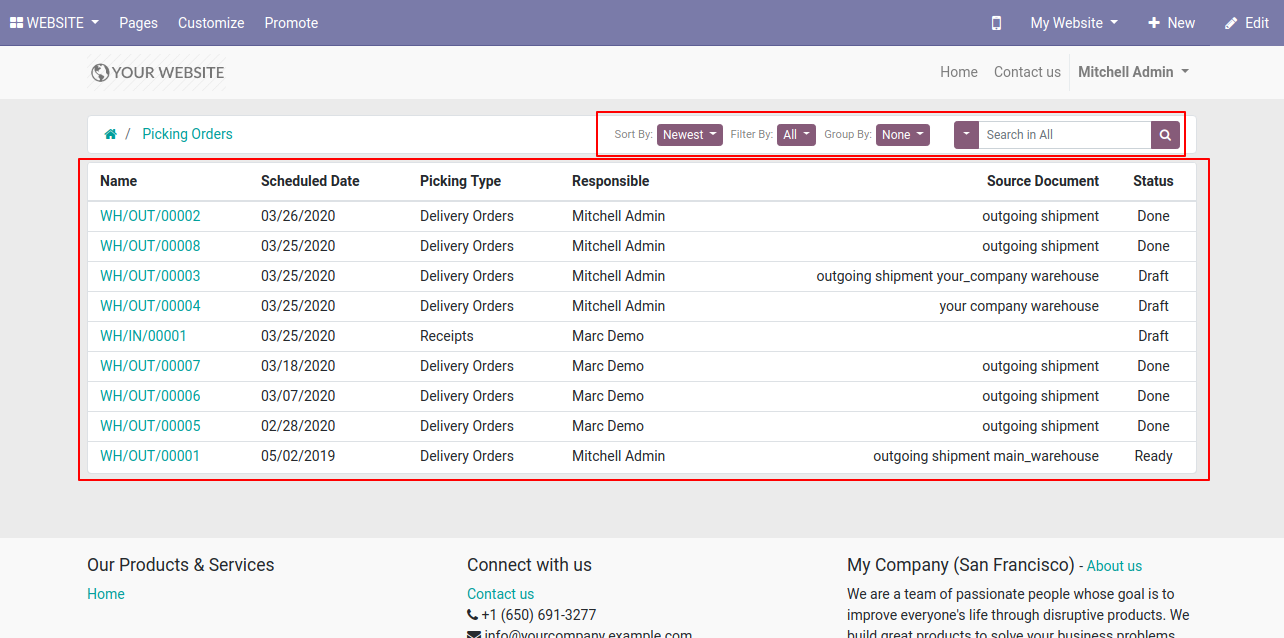 WEBSITE Pages Customize Promote My Website New Edit
YOUR WEBSITE Home Contact us Mitchell Admin
/ Picking Orders Sort By: Newest Filter By: All Group By: None Search in All
Name Scheduled Date Picking Type Responsible Source Document Status
WH/OUT/00002 03/26/2020 Delivery Orders Mitchell Admin outgoing shipment Done
WH/OUT/00008 03/25/2020 Delivery Orders Mitchell Admin outgoing shipment Done
WH/OUT/00003 03/25/2020 Delivery Orders Mitchell Admin outgoing shipment your_company warehouse Draft
WH/OUT/00004 03/25/2020 Delivery Orders Mitchell Admin your company warehouse Draft
WH/IN/00001 03/25/2020 Receipts Marc Demo Draft
WH/OUT/00007 03/18/2020 Delivery Orders Marc Demo outgoing shipment Done
WH/OUT/00006 03/07/2020 Delivery Orders Marc Demo outgoing shipment Done
WH/OUT/00005 02/28/2020 Delivery Orders Marc Demo outgoing shipment Done
WH/OUT/00001 05/02/2019 Delivery Orders Mitchell Admin outgoing shipment main_warehouse Ready
Our Products & Services
Home
Connect with us
Contact us
+1 (650) 691-3277
info@yourcompany.example.com
My Company (San Francisco) - About us
We are a team of passionate people whose goal is to
improve everyone's life through disruptive products. We
build great products to solve your business problems.